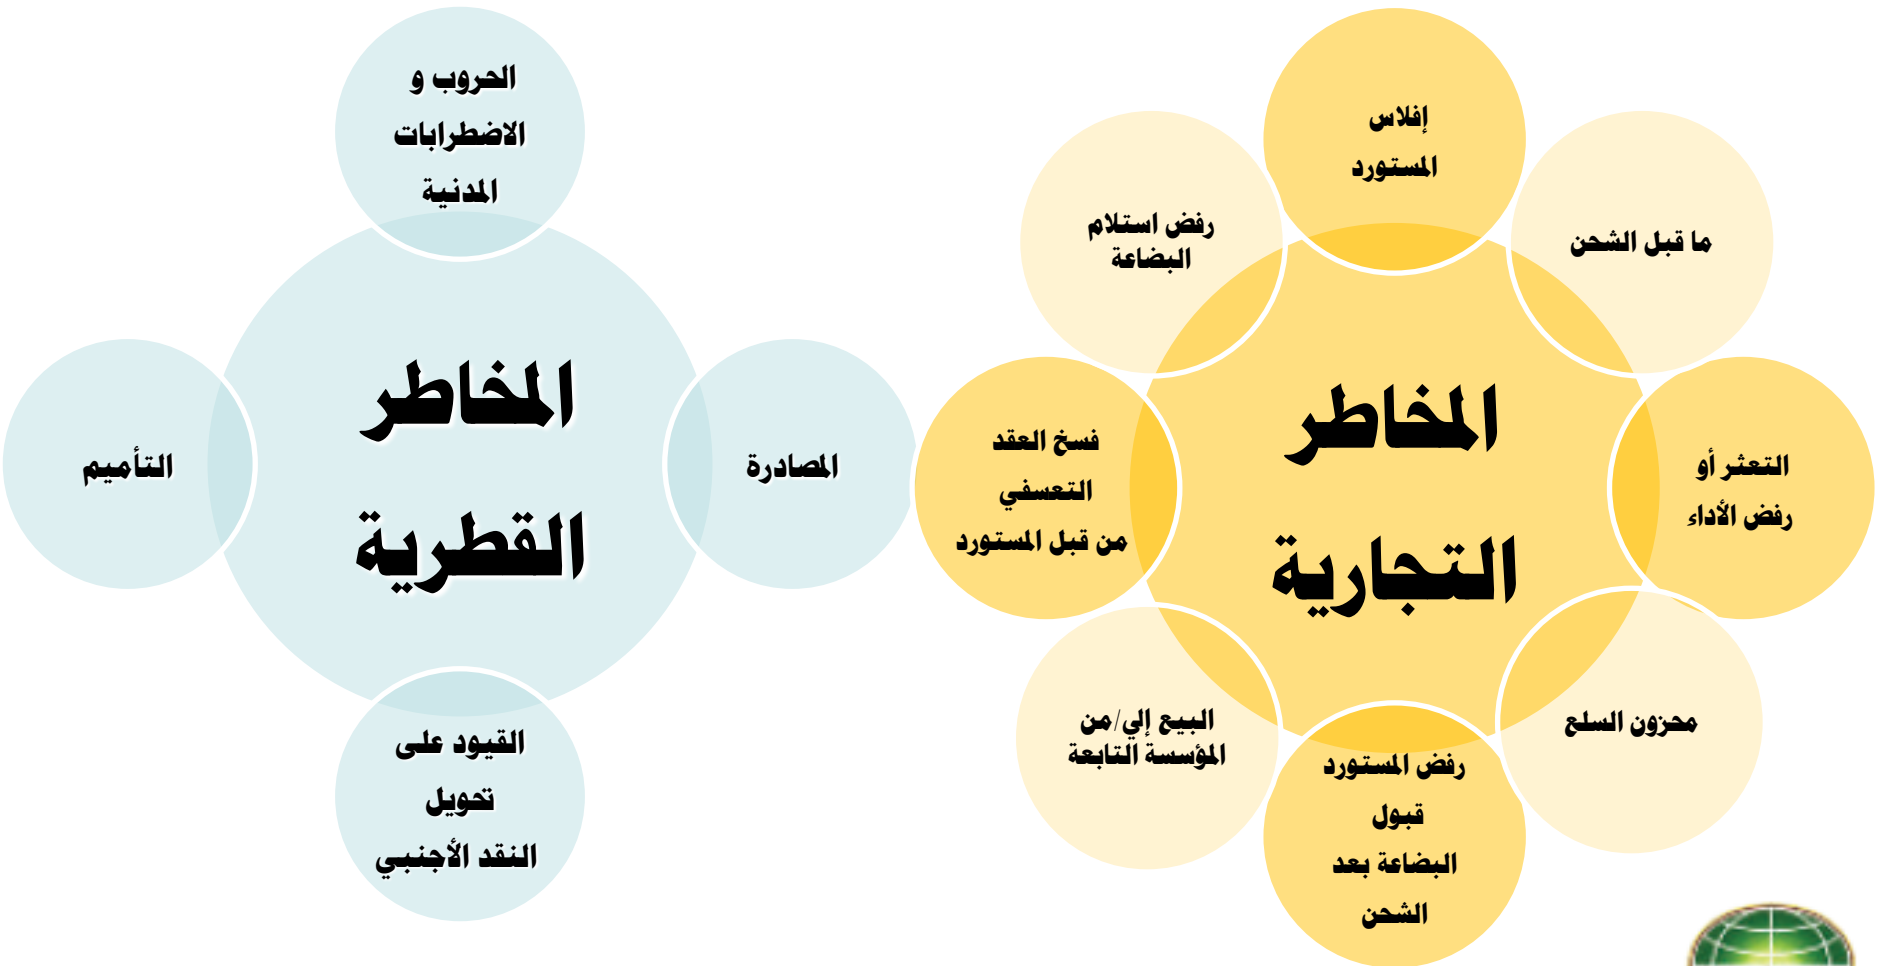 المخاطر
التجارية
إفلاس
المستورد
ما قبل الشحن
التعثر أو
رفض الأداء
محزون السلع
رفض المستورد
قبول
البضاعة بعد
الشحن
البيع إلي/من
المؤسسة التابعة
فسخ العقد
التعسفي
من قبل المستورد
رفض استلام
البضاعة
المخاطر
القطرية
الحروب و
الاضطرابات
المدنية
المصادرة
القيود على
تحويل
النقد الأجنبي
التأميم